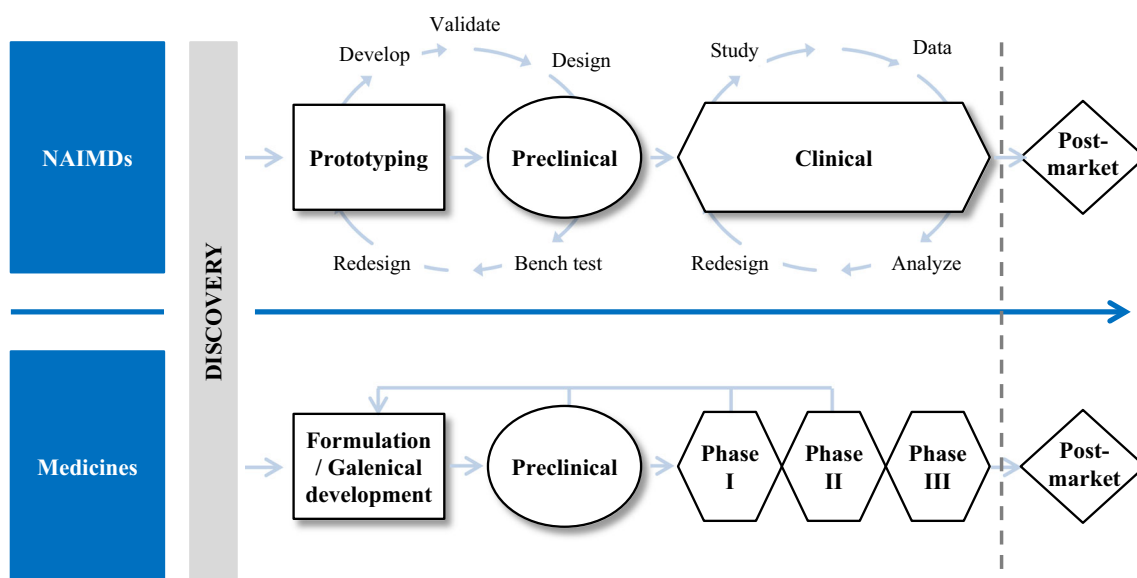 Validate
Develop
Design
Study
Data
NAIMDs
Prototyping
Preclinical
Clinical
Post-
market
Redesign
Bench test
Redesign
Analyze
DISCOVERY
Medicines
Formulation
/ Galenical
development
Preclinical
Phase
I
Phase
II
Phase
III
Post-
market